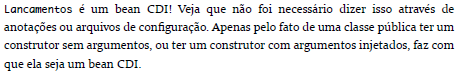 Lancamentos é um bean CDI! Veja que não foi necessário dizer isso através de
anotações ou arquivos de configuração. Apenas pelo fato de uma classe pública ter um
construtor sem argumentos, ou ter um construtor com argumentos injetados, faz com
que ela seja um bean CDI.